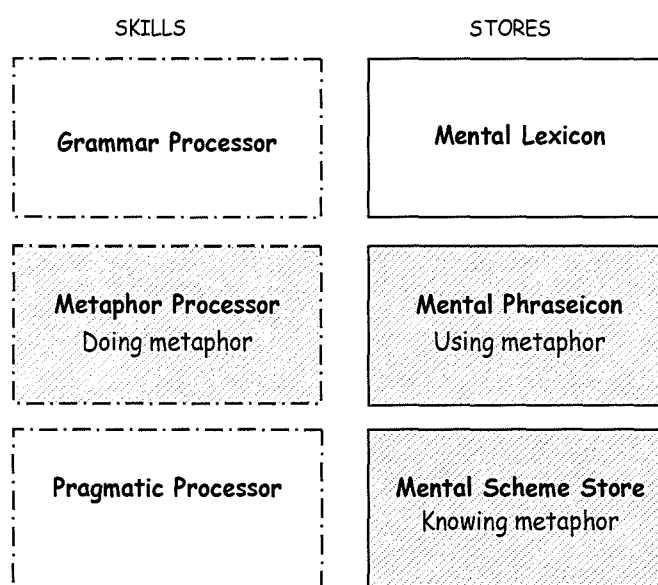 SKILLS
STORES
Grammar Processor
Mental Lexicon
Metaphor Processor
Doing metaphor
Mental Phraseicon
Using metaphor
Pragmatic Processor
Mental Scheme Store
Knowing metaphor